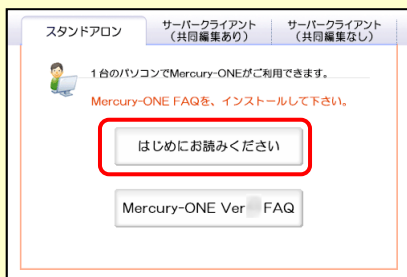 スタンドアロン
サーバークライアント
（共同編集あり）
サーバークライアント
（共同編集なし）
1台のパソコンでMercury-ONEがご利用できます。
Mercury-ONE FAQを、インストールして下さい。
はじめにお読みください
Mercury-ONE Ver FAQ